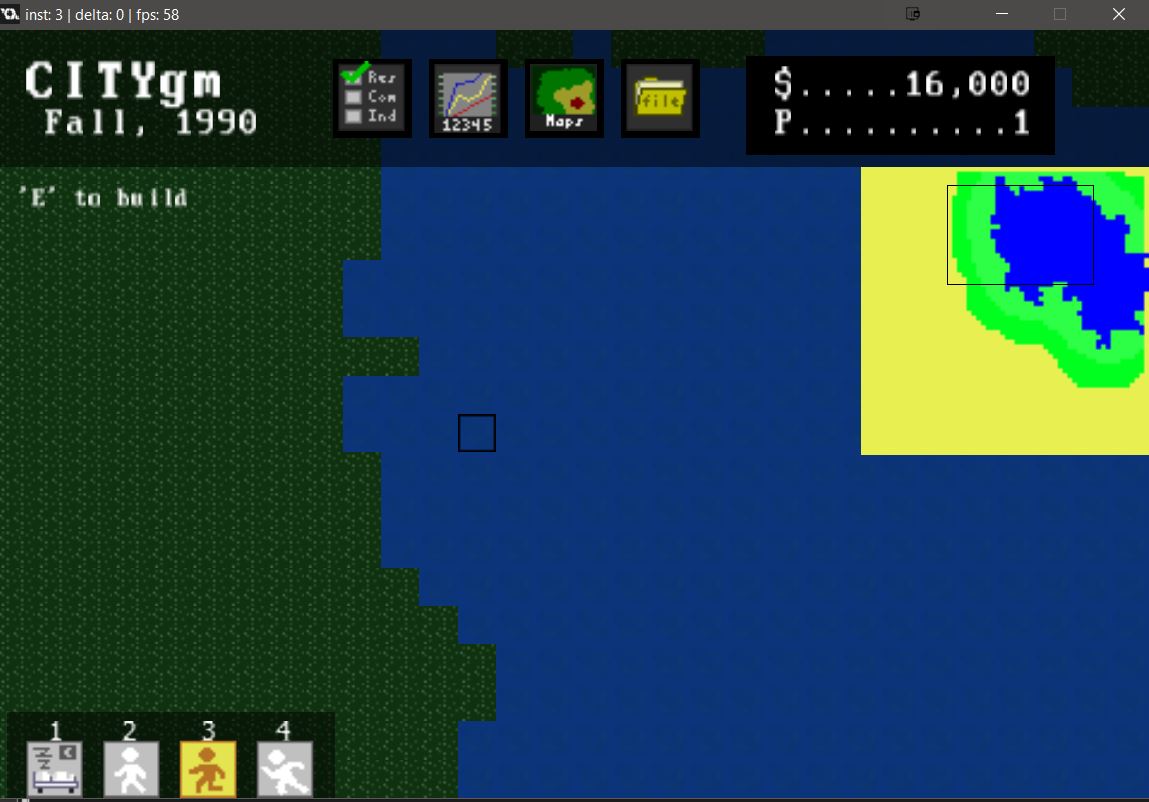 inst: 3 | delta: 0 | fps: 58
CITYgm
Fall, 1990
Res
Com
Ind
12345
Maps
file
$.....16,000
P..........1
'E' to build
1 2 3 4
z z z